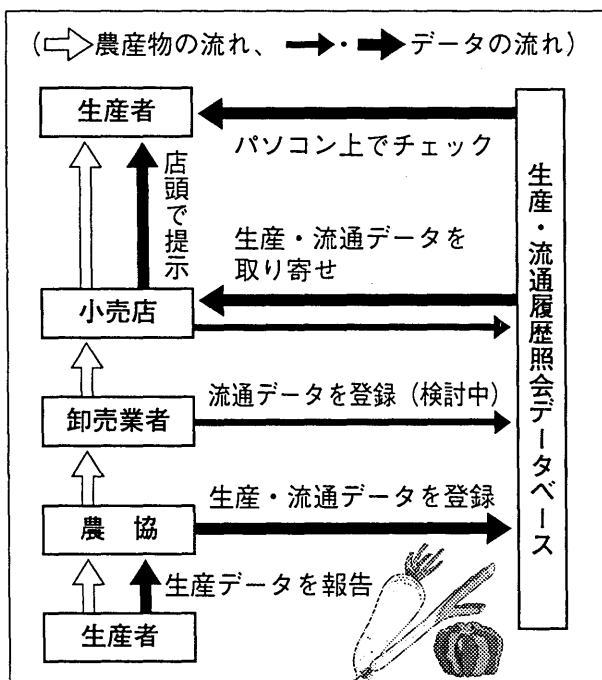 (⇨農産物の流れ、→・➡データの流れ)
生産者
パソコン上でチェック
店頭で提示
生産・流通データを
取り寄せ
小売店
流通データを登録(検討中)
卸売業者
生産・流通データを登録
農 協
生産データを報告
生産者
生産・流通履歴照会データベース